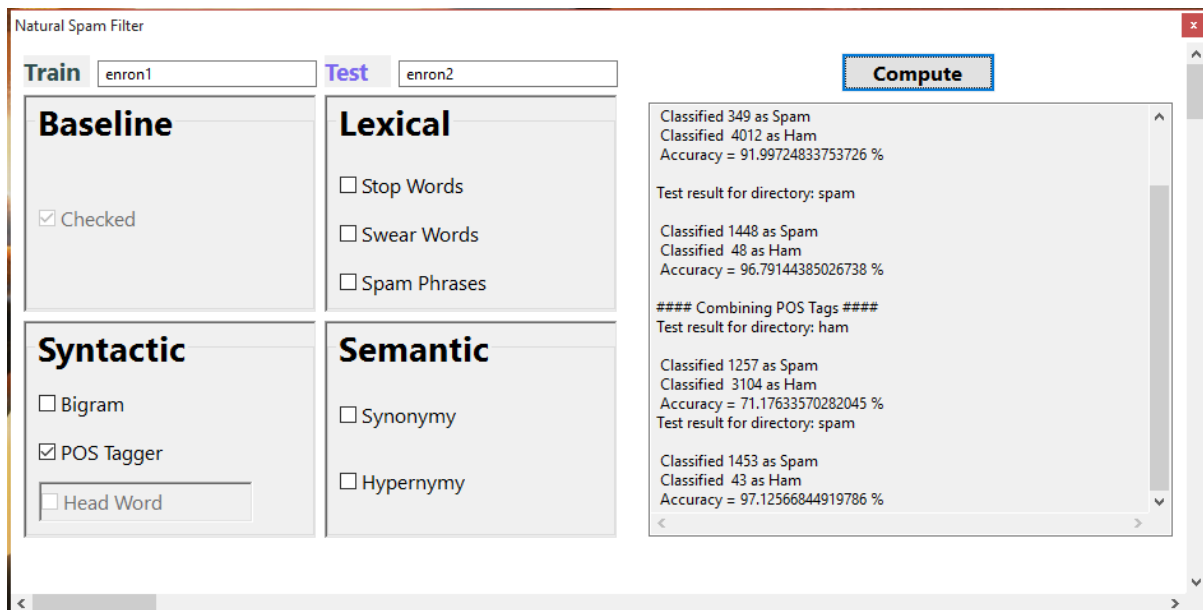 Natural Spam Filter
x
Train enron1 Test enron2
Compute
Baseline
Checked
Lexical
Stop Words
Swear Words
Spam Phrases
Syntactic
Bigram
POS Tagger
Head Word
Semantic
Synonymy
Hypernymy
Classified 349 as Spam
Classified  4012 as Ham
Accuracy = 91.99724833753726 %
Test result for directory: spam
Classified 1448 as Spam
Classified  48 as Ham
Accuracy = 96.79144385026738 %
#### Combining POS Tags ####
Test result for directory: ham
Classified 1257 as Spam
Classified  3104 as Ham
Accuracy = 71.17633570282045 %
Test result for directory: spam
Classified 1453 as Spam
Classified  43 as Ham
Accuracy = 97.12566844919786 %